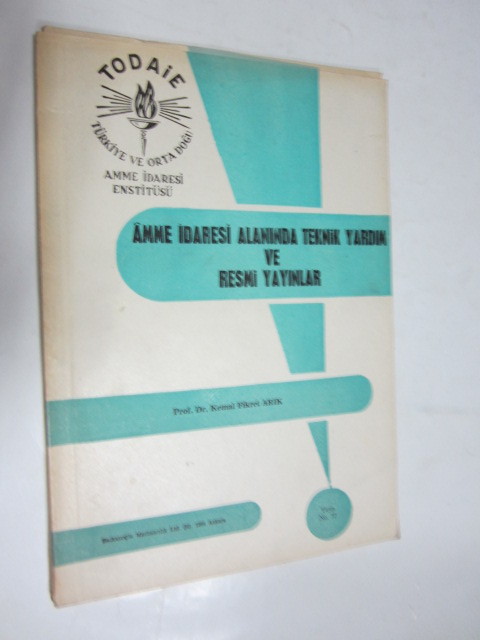 TODAİE
TÜRKİYE VE ORTA DOĞU
AMME İDARESİ
ENSTİTÜSÜ
ÂMME İDARESİ ALANINDA TEKNİK YARDIM
VE
RESMİ YAYINLAR
Prof. Dr. Kemal Fikret ARIK